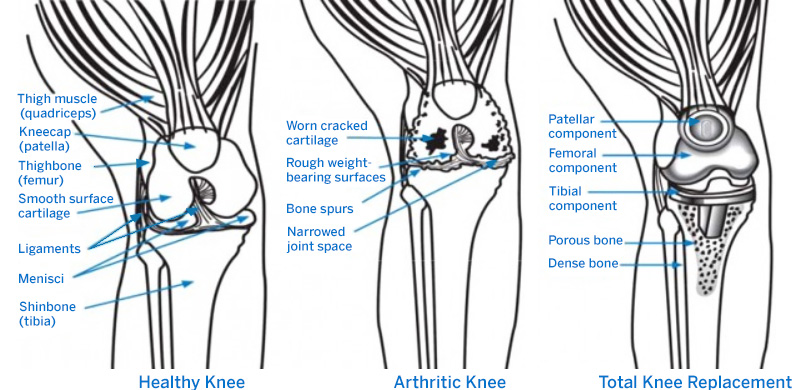 Thigh muscle
(quadriceps)
Kneecap
(patella)
Thighbone
(femur)
Smooth surface
cartilage
Ligaments
Menisci
Shinbone
(tibia)
Healthy Knee
Worn cracked
cartilage
Rough weight-
bearing surfaces
Bone spurs
Narrowed
joint space
Arthritic Knee
Patellar
component
Femoral
component
Tibial
component
Porous bone
Dense bone
Total Knee Replacement